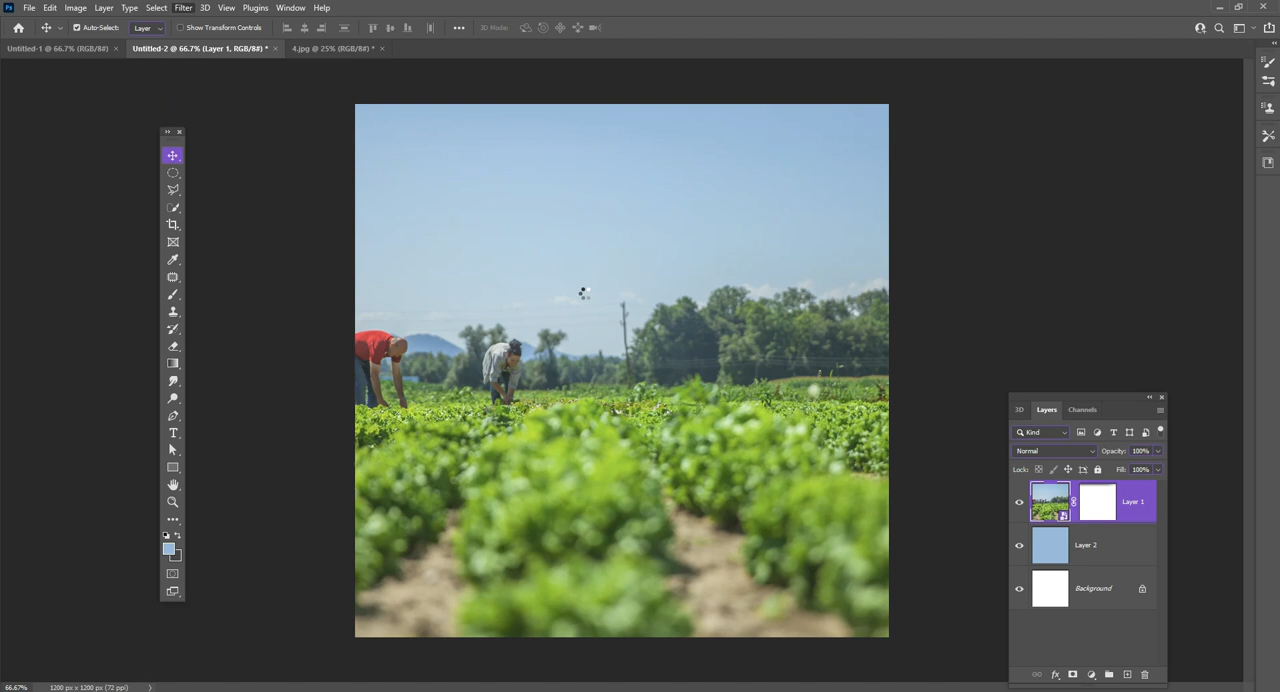 Ps File Edit Image Layer Type Select Filter 3D View Plugins Window Help
Auto-Select: Layer Show Transform Controls 3D Mode:
Untitled-1 @ 66.7% (RGB/8#) × Untitled-2 @ 66.7% (Layer 1, RGB/8#) * × 4.jpg @ 25% (RGB/8#) * ×
3D Layers Channels
Kind
Normal Opacity: 100%
Lock: Fill: 100%
Layer 1
Layer 2
Background
66.67% 1200 px x 1200 px (72 ppi)